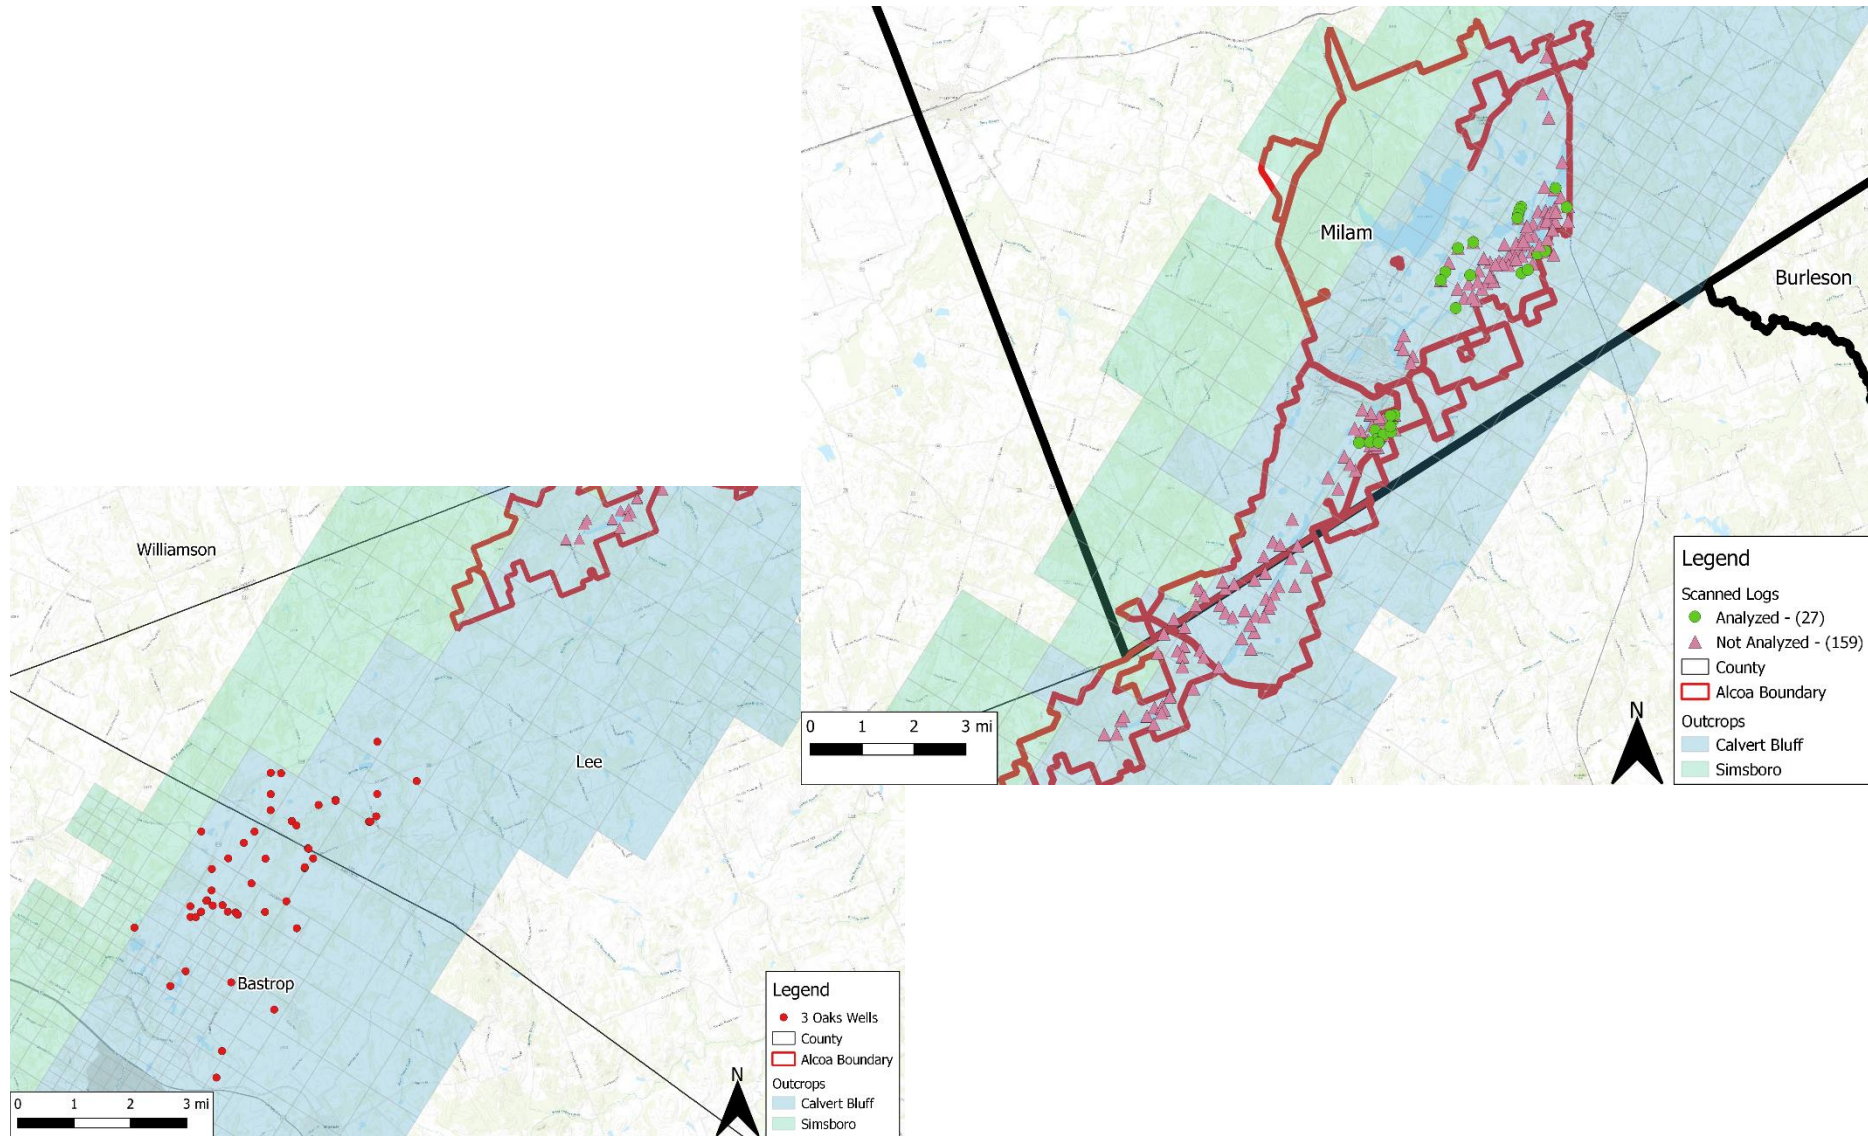 Milam
Burleson
Legend
Scanned Logs
Analyzed - (27)
Not Analyzed - (159)
County
Alcoa Boundary
Outcrops
Calvert Bluff
Simsboro
N
0 1 2 3 mi
Williamson
Lee
Bastrop
Legend
3 Oaks Wells
County
Alcoa Boundary
Outcrops
Calvert Bluff
Simsboro
N
0 1 2 3 mi